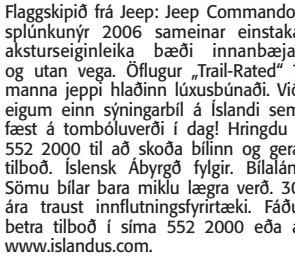 Flaggskipið frá Jeep: Jeep Commando
splúnkunýr 2006 sameinar einstaka
aksturseiginleika bæði innanbæja
og utan vega. Öflugur „Trail-Rated“ 7
manna jeppi hlaðinn lúxusbúnaði. Við
eigum einn sýningarbíl á Íslandi sem
fæst á tombóluverði í dag! Hringdu
552 2000 til að skoða bílinn og gera
tilboð. Íslensk Ábyrgð fylgir. Bílalán.
Sömu bílar bara miklu lægra verð. 30
ára traust innflutningsfyrirtæki. Fáðu
betra tilboð í síma 552 2000 eða á
www.islandus.com.